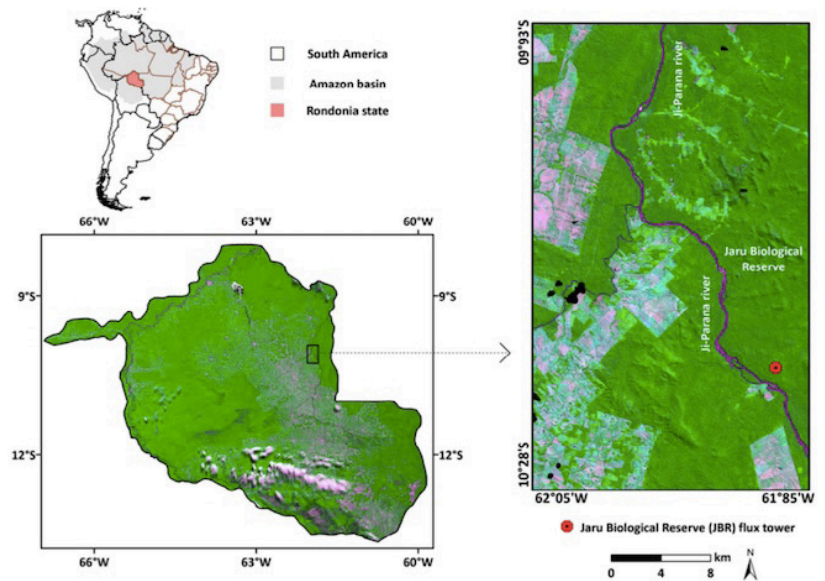 South America
Amazon basin
Rondonia state
66°W
63°W
60°W
9°S
9°S
12°S
12°S
66°W
63°W
60°W
09°93'S
10°28'S
Ji-Parana river
Jaru Biological
Reserve
Ji-Parana river
62°05'W
61°85'W
Jaru Biological Reserve (JBR) flux tower
km
0
4
8
N